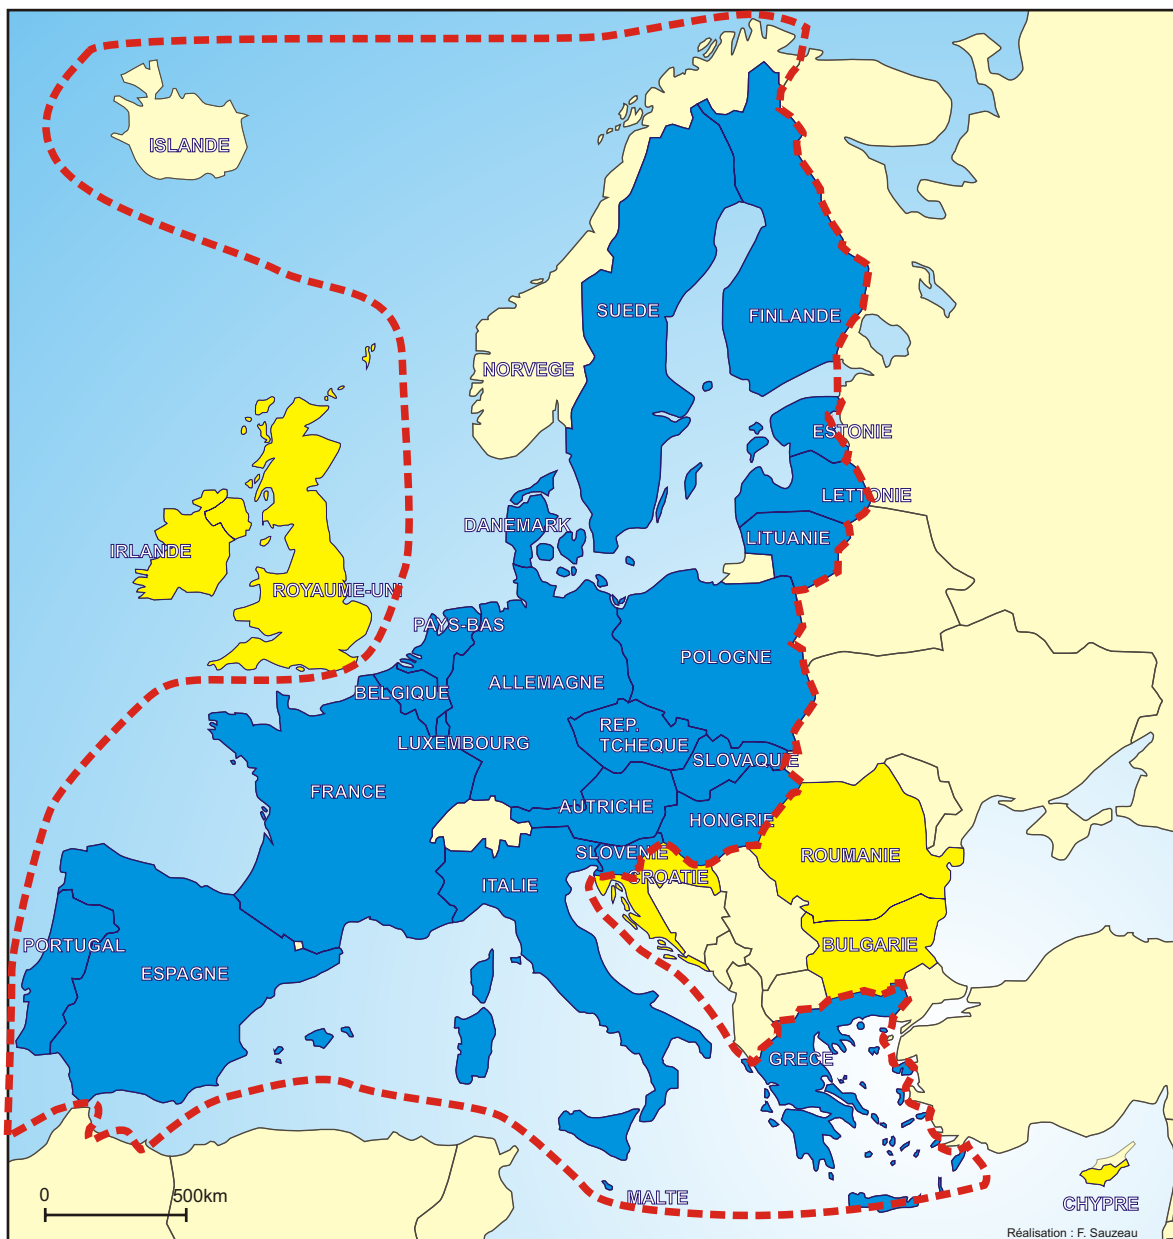 ISLANDE
SUEDE
FINLANDE
NORVEGE
ESTONIE
LETTONIE
DANEMARK
LITUANIE
IRLANDE
ROYAUME-UNI
PAYS-BAS
POLOGNE
ALLEMAGNE
BELGIQUE
REP.
TCHEQUE
LUXEMBOURG
SLOVAQUIE
FRANCE
AUTRICHE
HONGRIE
SLOVENIE
ROUMANIE
CROATIE
ITALIE
PORTUGAL
BULGARIE
ESPAGNE
GRECE
MALTE
CHYPRE
0 500km
Réalisation : F. Sauzeau